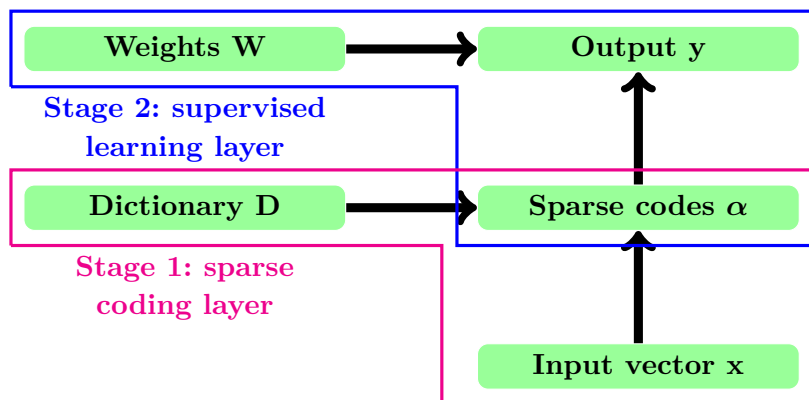 Weights W
Output y
Stage 2: supervised
learning layer
Dictionary D
Sparse codes α
Stage 1: sparse
coding layer
Input vector x